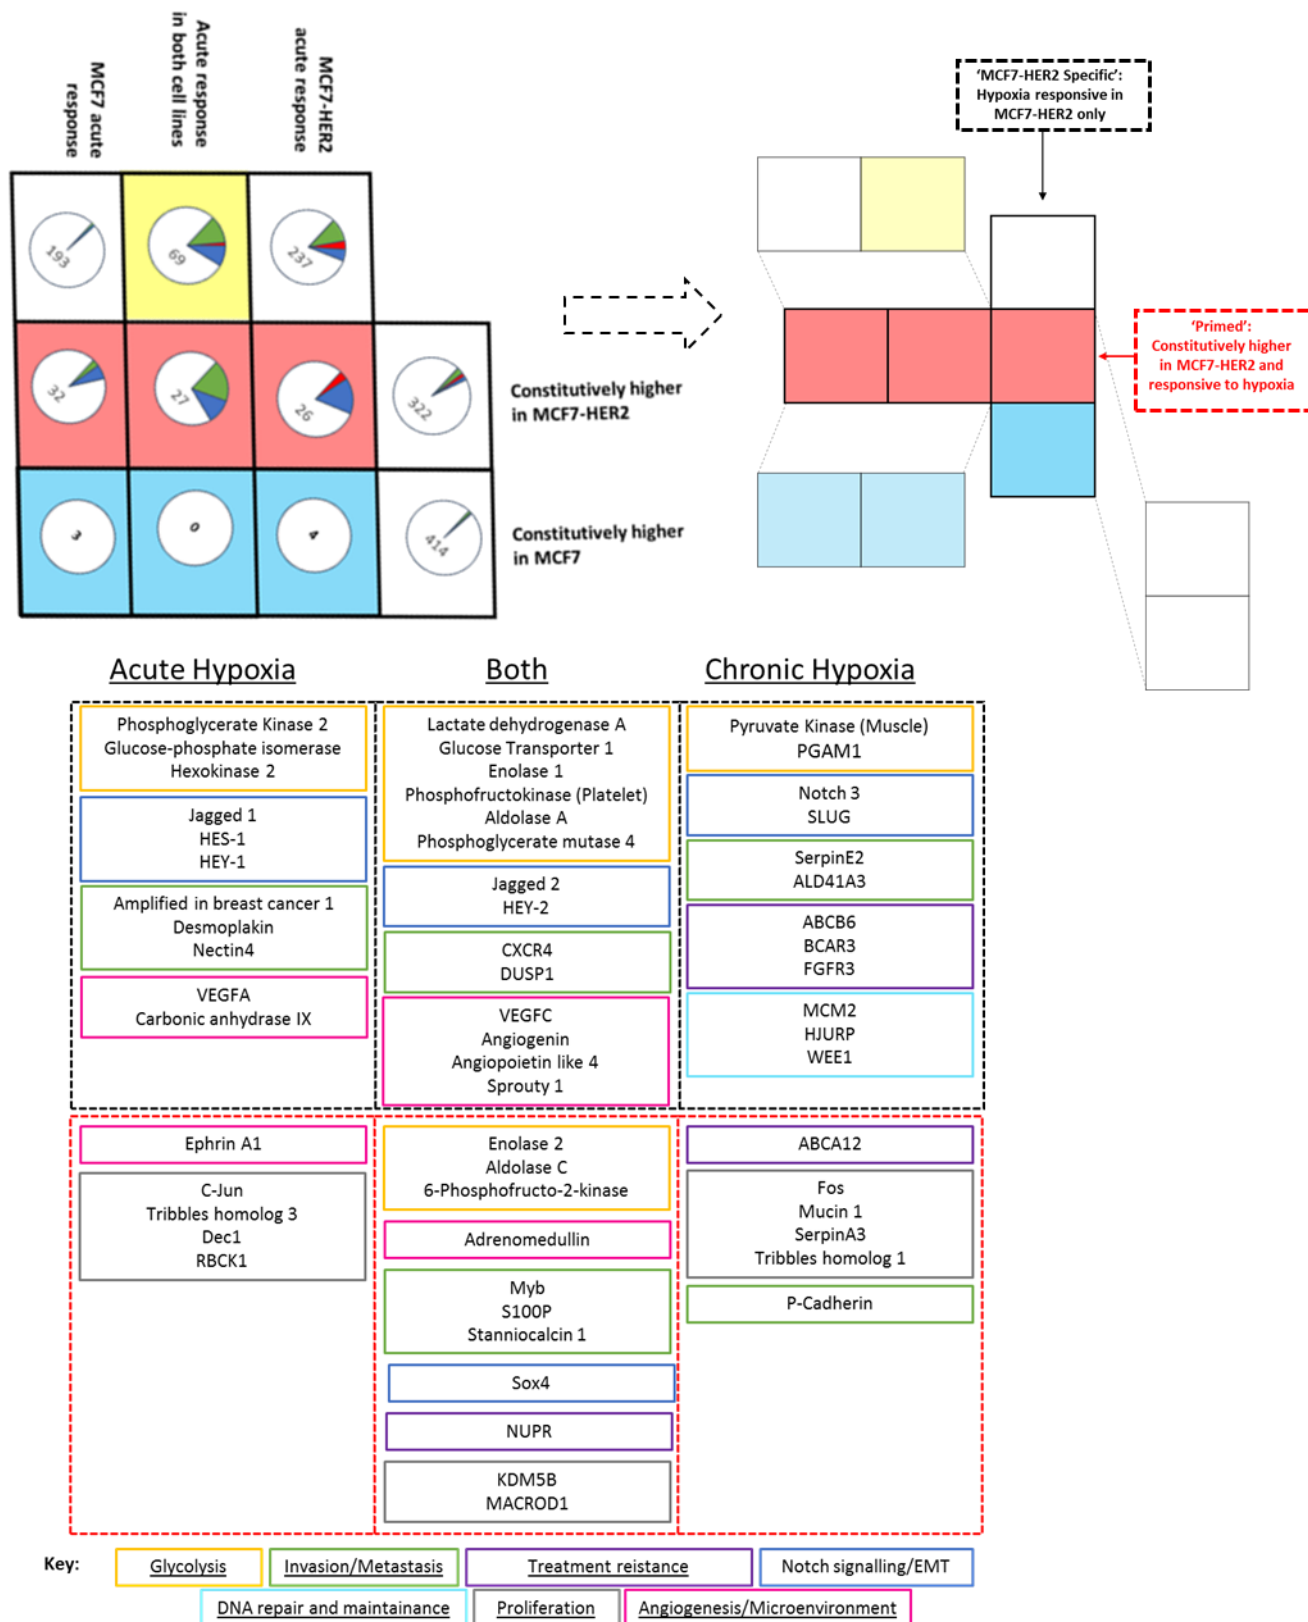 MCF7 acute
response
Acute response
in both cell lines
MCF7-HER2
acute response
193
69
237
32
27
26
322
3
0
4
414
Constitutively higher
in MCF7-HER2
Constitutively higher
in MCF7
'MCF7-HER2 Specific':
Hypoxia responsive in
MCF7-HER2 only
'Primed':
Constitutively higher
in MCF7-HER2 and
responsive to hypoxia
Acute Hypoxia
Phosphoglycerate Kinase 2
Glucose-phosphate isomerase
Hexokinase 2
Jagged 1
HES-1
HEY-1
Amplified in breast cancer 1
Desmoplakin
Nectin4
VEGFA
Carbonic anhydrase IX
Ephrin A1
C-Jun
Tribbles homolog 3
Dec1
RBCK1
Both
Lactate dehydrogenase A
Glucose Transporter 1
Enolase 1
Phosphofructokinase (Platelet)
Aldolase A
Phosphoglycerate mutase 4
Jagged 2
HEY-2
CXCR4
DUSP1
VEGFC
Angiogenin
Angiopoietin like 4
Sprouty 1
Enolase 2
Aldolase C
6-Phosphofructo-2-kinase
Adrenomedullin
Myb
S100P
Stanniocalcin 1
Sox4
NUPR
KDM5B
MACROD1
Chronic Hypoxia
Pyruvate Kinase (Muscle)
PGAM1
Notch 3
SLUG
SerpinE2
ALD41A3
ABCB6
BCAR3
FGFR3
MCM2
HJURP
WEE1
ABCA12
Fos
Mucin 1
SerpinA3
Tribbles homolog 1
P-Cadherin
Key:
Glycolysis
Invasion/Metastasis
Treatment reistance
Notch signalling/EMT
DNA repair and maintainance
Proliferation
Angiogenesis/Microenvironment